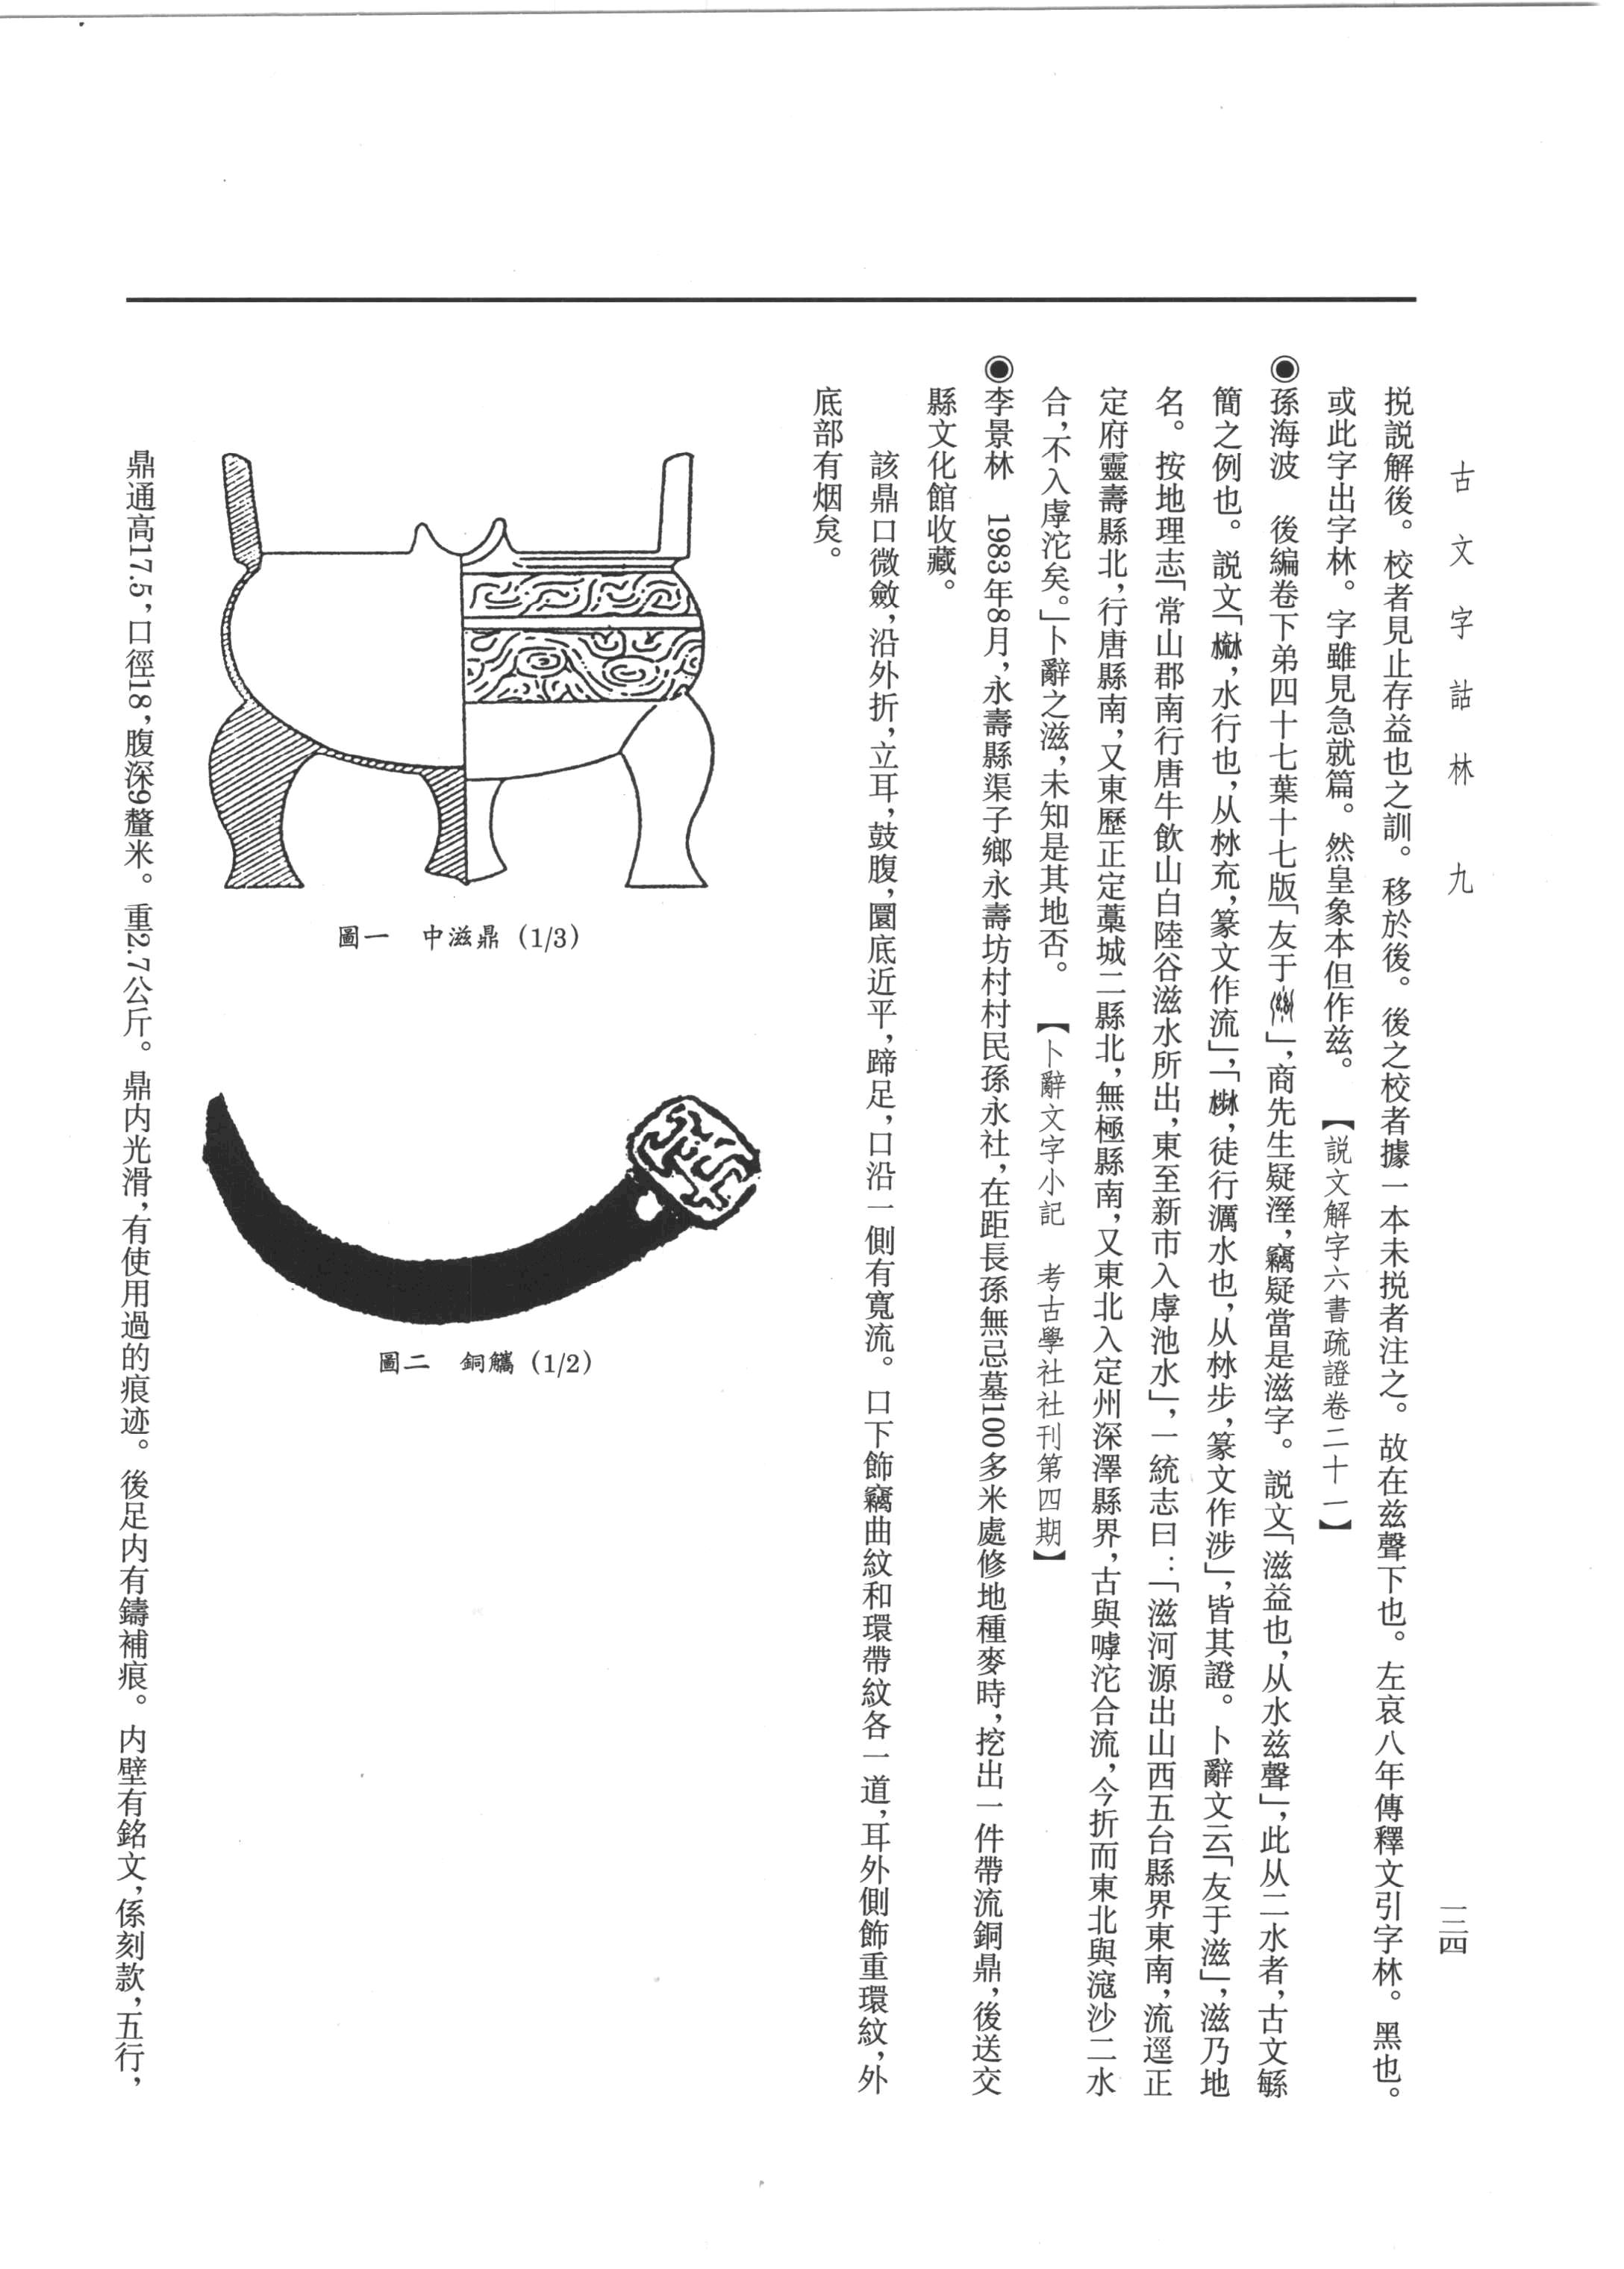 古文字詁林　九
一三四
挩説解後。校者見止存益也之訓。移於後。後之校者據一本未挩者注之。故在兹聲下也。左哀八年傳釋文引字林。黑也。
或此字出字林。字雖見急就篇。然皇象本但作兹。【説文解字六書疏證卷二十一】
◉孫海波　後編卷下弟四十七葉十七版「友于」，商先生疑溼，竊疑當是滋字。説文「滋益也，从水兹聲」，此从二水者，古文緐
簡之例也。説文「𣻣，水行也，从沝㐬，篆文作流」，「𣻌，徒行濿水也，从沝步，篆文作涉」，皆其證。卜辭文云「友于滋」，滋乃地
名。按地理志「常山郡南行唐牛飲山白陸谷滋水所出，東至新市入虖池水」，一統志曰：「滋河源出山西五台縣界東南，流逕正
定府靈壽縣北，行唐縣南，又東歷正定藁城二縣北，無極縣南，又東北入定州深澤縣界，古與嘑沱合流，今折而東北與滱沙二水
合，不入虖沱矣。」卜辭之滋，未知是其地否。【卜辭文字小記　考古學社社刊第四期】
◉李景林　1983年8月，永壽縣渠子鄉永壽坊村村民孫永社，在距長孫無忌墓100多米處修地種麥時，挖出一件帶流銅鼎，後送交
縣文化館收藏。
該鼎口微斂，沿外折，立耳，鼓腹，圜底近平，蹄足，口沿一側有寬流。口下飾竊曲紋和環帶紋各一道，耳外側飾重環紋，外
底部有烟炱。
圖一　中滋鼎（1/3）
圖二　銅觿（1/2）
鼎通高17.5，口徑18，腹深9釐米。重2.7公斤。鼎内光滑，有使用過的痕迹。後足内有鑄補痕。内壁有銘文，係刻款，五行，